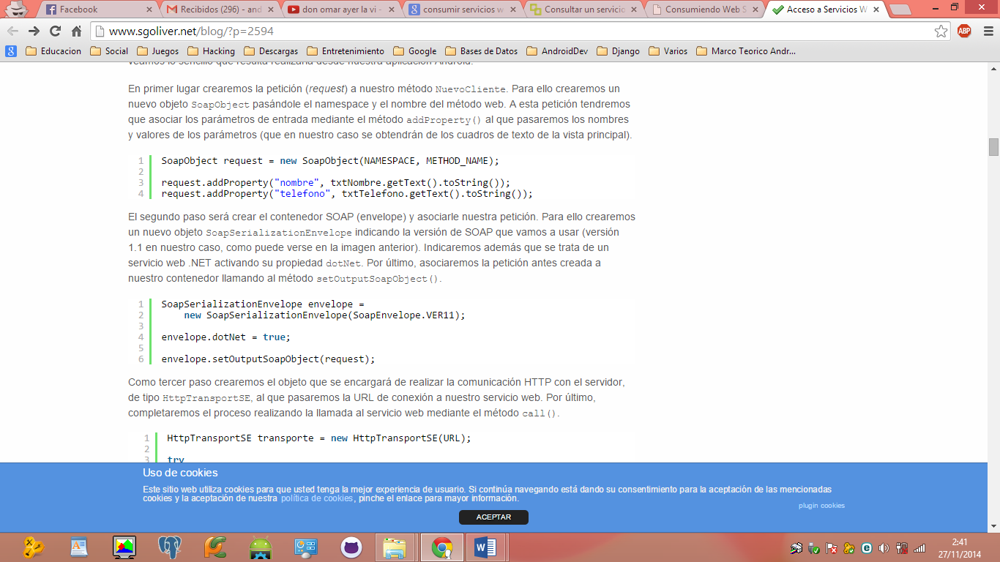 Facebook
Recibidos (296) - and
don omar ayer la vi -
consumir servicios w
Consultar un servicio
Consumiendo Web S
Acceso a Servicios W
www.sgoliver.net/blog/?p=2594
ABP
Educacion
Social
Juegos
Hacking
Descargas
Entretenimiento
Google
Bases de Datos
AndroidDev
Django
Varios
Marco Teorico Andr...
veamos lo sencillo que resulta realizarla desde nuestra aplicación Android.
En primer lugar crearemos la petición (request) a nuestro método NuevoCliente. Para ello crearemos un
nuevo objeto SoapObject pasándole el namespace y el nombre del método web. A esta petición tendremos
que asociar los parámetros de entrada mediante el método addProperty() al que pasaremos los nombres
y valores de los parámetros (que en nuestro caso se obtendrán de los cuadros de texto de la vista principal).
1 SoapObject request = new SoapObject(NAMESPACE, METHOD_NAME);
2
3 request.addProperty("nombre", txtNombre.getText().toString());
4 request.addProperty("telefono", txtTelefono.getText().toString());
El segundo paso será crear el contenedor SOAP (envelope) y asociarle nuestra petición. Para ello crearemos
un nuevo objeto SoapSerializationEnvelope indicando la versión de SOAP que vamos a usar (versión
1.1 en nuestro caso, como puede verse en la imagen anterior). Indicaremos además que se trata de un
servicio web .NET activando su propiedad dotNet. Por último, asociaremos la petición antes creada a
nuestro contenedor llamando al método setOutputSoapObject().
1 SoapSerializationEnvelope envelope =
2 new SoapSerializationEnvelope(SoapEnvelope.VER11);
3
4 envelope.dotNet = true;
5
6 envelope.setOutputSoapObject(request);
Como tercer paso crearemos el objeto que se encargará de realizar la comunicación HTTP con el servidor,
de tipo HttpTransportSE, al que pasaremos la URL de conexión a nuestro servicio web. Por último,
completaremos el proceso realizando la llamada al servicio web mediante el método call().
1 HttpTransportSE transporte = new HttpTransportSE(URL);
2
3 try
Uso de cookies
Este sitio web utiliza cookies para que usted tenga la mejor experiencia de usuario. Si continúa navegando está dando su consentimiento para la aceptación de las mencionadas
cookies y la aceptación de nuestra política de cookies, pinche el enlace para mayor información.
plugin cookies
ACEPTAR
2:41
27/11/2014